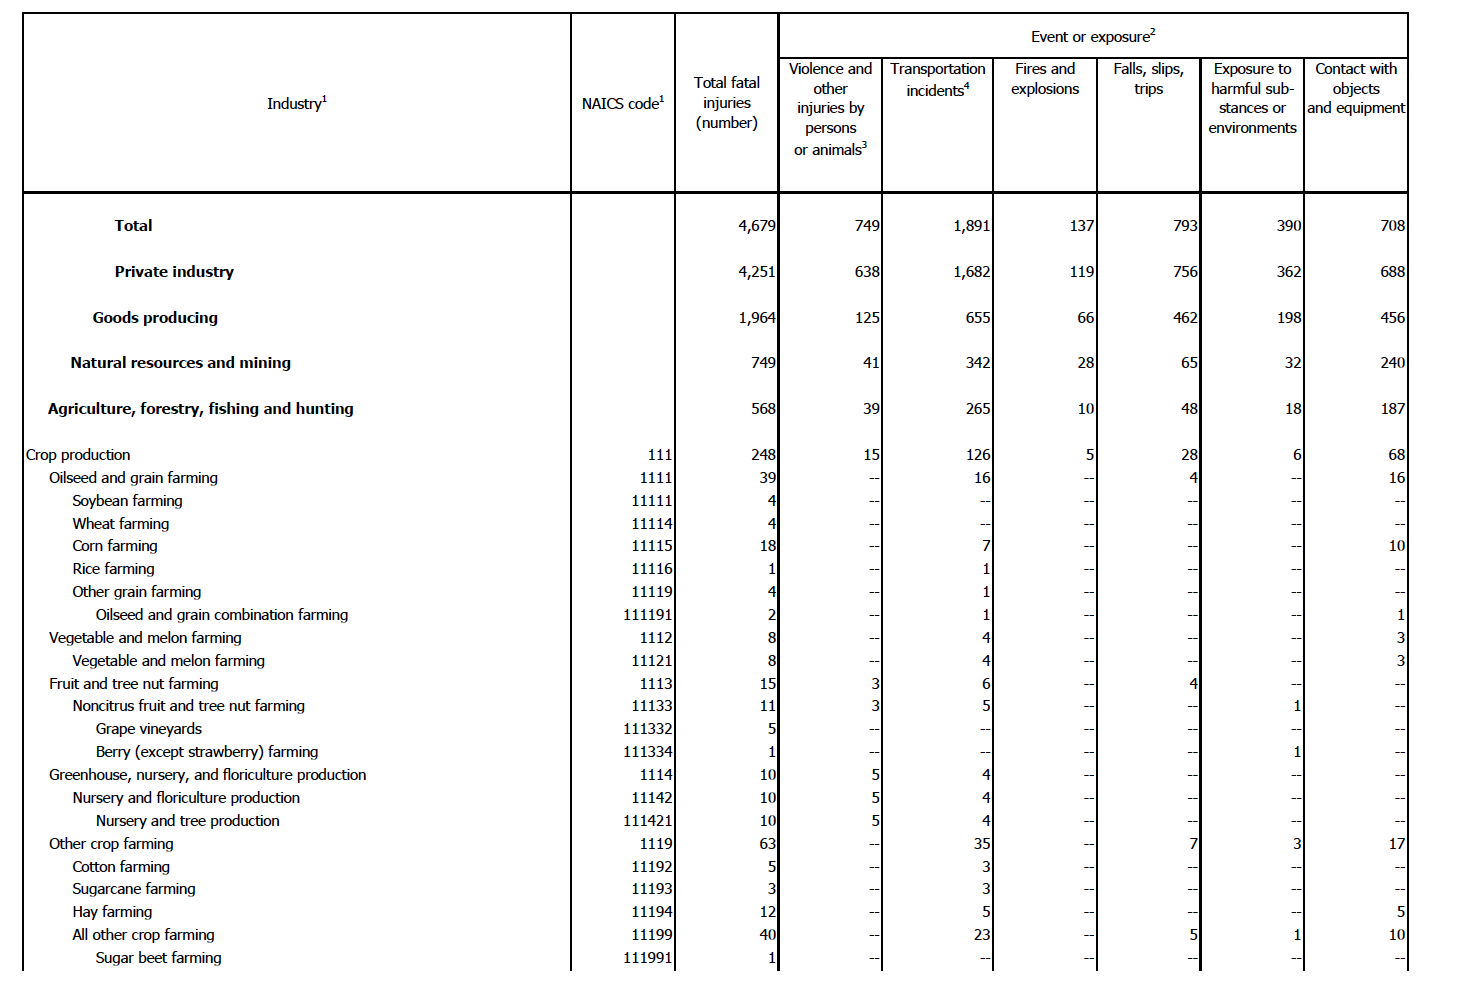 Industry1 NAICS code1 Total fatal injuries (number) Event or exposure2
Violence and other injuries by persons or animals3 Transportation incidents4 Fires and explosions Falls, slips, trips Exposure to harmful sub- stances or environments Contact with objects and equipment
Total 4,679 749 1,891 137 793 390 708
Private industry 4,251 638 1,682 119 756 362 688
Goods producing 1,964 125 655 66 462 198 456
Natural resources and mining 749 41 342 28 65 32 240
Agriculture, forestry, fishing and hunting 568 39 265 10 48 18 187
Crop production 111 248 15 126 5 28 6 68
Oilseed and grain farming 1111 39 -- 16 -- 4 -- 16
Soybean farming 11111 4 -- -- -- -- -- --
Wheat farming 11114 4 -- -- -- -- -- --
Corn farming 11115 18 -- 7 -- -- -- 10
Rice farming 11116 1 -- 1 -- -- -- --
Other grain farming 11119 4 -- 1 -- -- -- --
Oilseed and grain combination farming 111191 2 -- 1 -- -- -- 1
Vegetable and melon farming 1112 8 -- 4 -- -- -- 3
Vegetable and melon farming 11121 8 -- 4 -- -- -- 3
Fruit and tree nut farming 1113 15 3 6 -- 4 -- --
Noncitrus fruit and tree nut farming 11133 11 3 5 -- -- 1 --
Grape vineyards 111332 5 -- -- -- -- -- --
Berry (except strawberry) farming 111334 1 -- -- -- -- 1 --
Greenhouse, nursery, and floriculture production 1114 10 5 4 -- -- -- --
Nursery and floriculture production 11142 10 5 4 -- -- -- --
Nursery and tree production 111421 10 5 4 -- -- -- --
Other crop farming 1119 63 -- 35 -- 7 3 17
Cotton farming 11192 5 -- 3 -- -- -- --
Sugarcane farming 11193 3 -- 3 -- -- -- --
Hay farming 11194 12 -- 5 -- -- -- 5
All other crop farming 11199 40 -- 23 -- 5 1 10
Sugar beet farming 111991 1 -- -- -- -- -- --